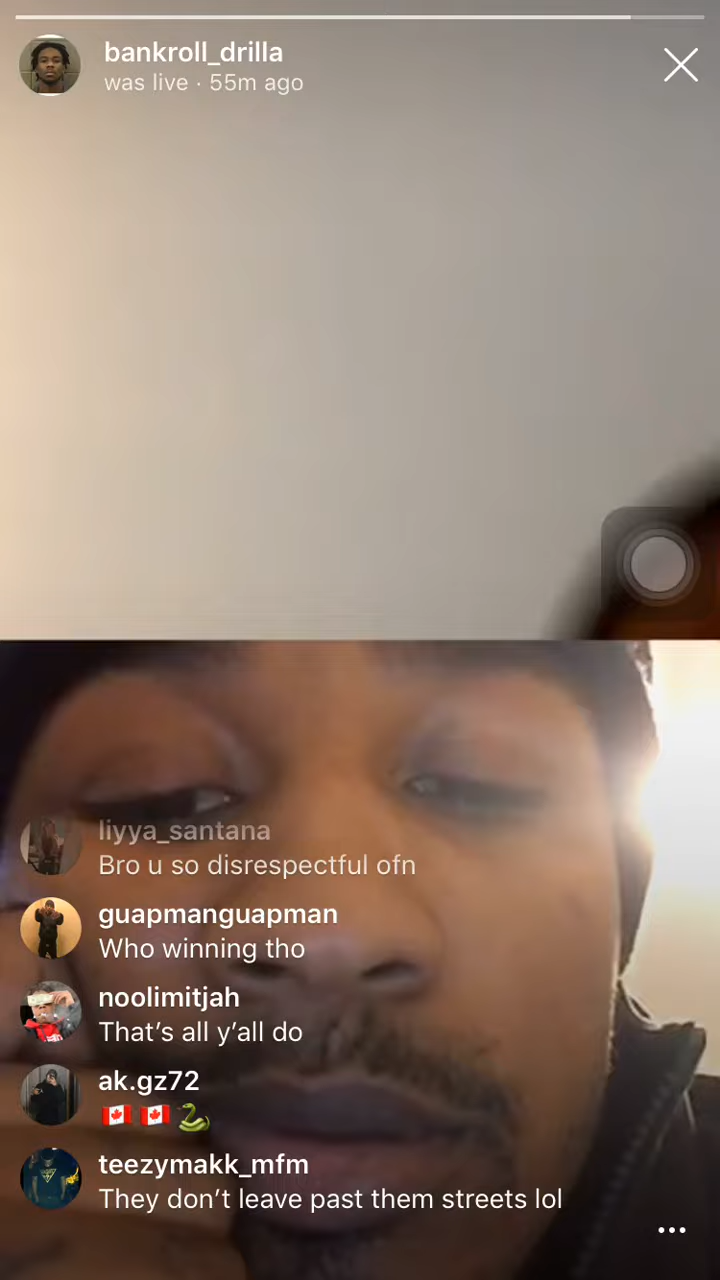 bankroll_drilla
was live · 55m ago
liyya_santana
Bro u so disrespectful ofn
guapmanguapman
Who winning tho
noolimitjah
That’s all y’all do
ak.gz72
🇨🇦🇨🇦🐍
teezymakk_mfm
They don’t leave past them streets lol